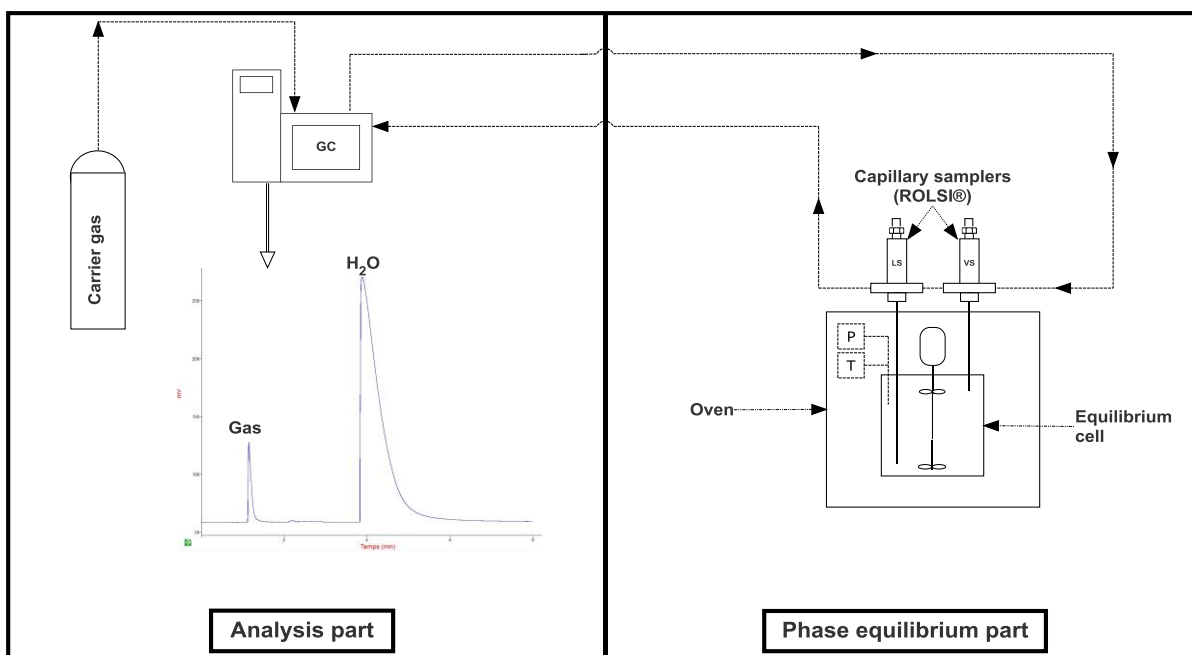 Carrier gas
GC
H₂O
Gas
mV
Temps (min)
Analysis part
Capillary samplers
(ROLSI®)
LS
VS
P
T
Oven
Equilibrium
cell
Phase equilibrium part